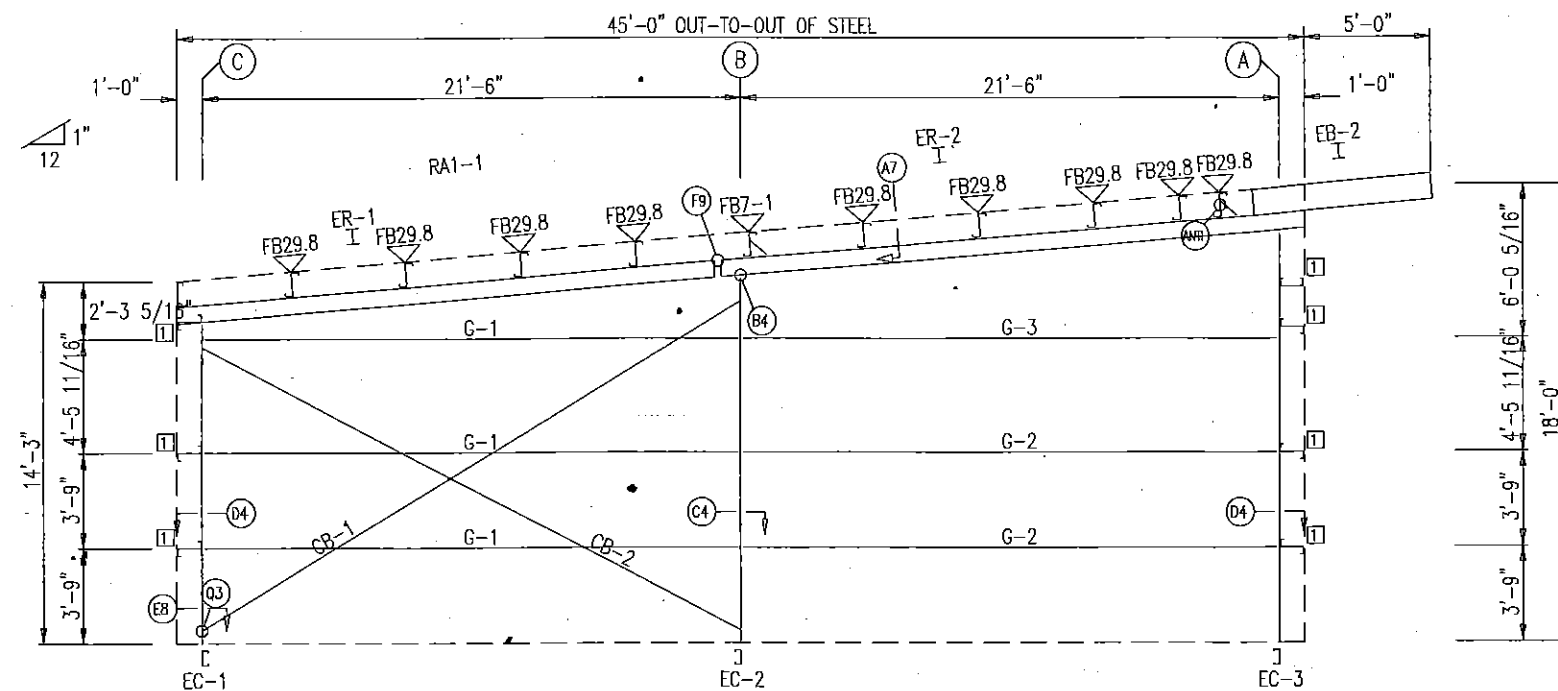 45'-0" OUT-TO-OUT OF STEEL
5'-0"
C
B
A
1'-0"
21'-6"
21'-6"
1'-0"
1"
12
RA1-1
ER-2
EB-2
A7
F9
FB7-1
FB29.8
FB29.8
FB29.8
FB29.8
FB29.8
ER-1
FB29.8
FB29.8
FB29.8
FB29.8
AN11
2'-3 5/16"
B4
6'-0 5/16"
1
1
1
G-1
G-3
4'-5 11/16"
4'-5 11/16"
14'-3"
18'-0"
1
G-1
G-2
1
3'-9"
D4
C4
D4
3'-9"
1
CB-1
G-1
CB-2
G-2
1
3'-9"
E8
Q3
3'-9"
EC-1
EC-2
EC-3